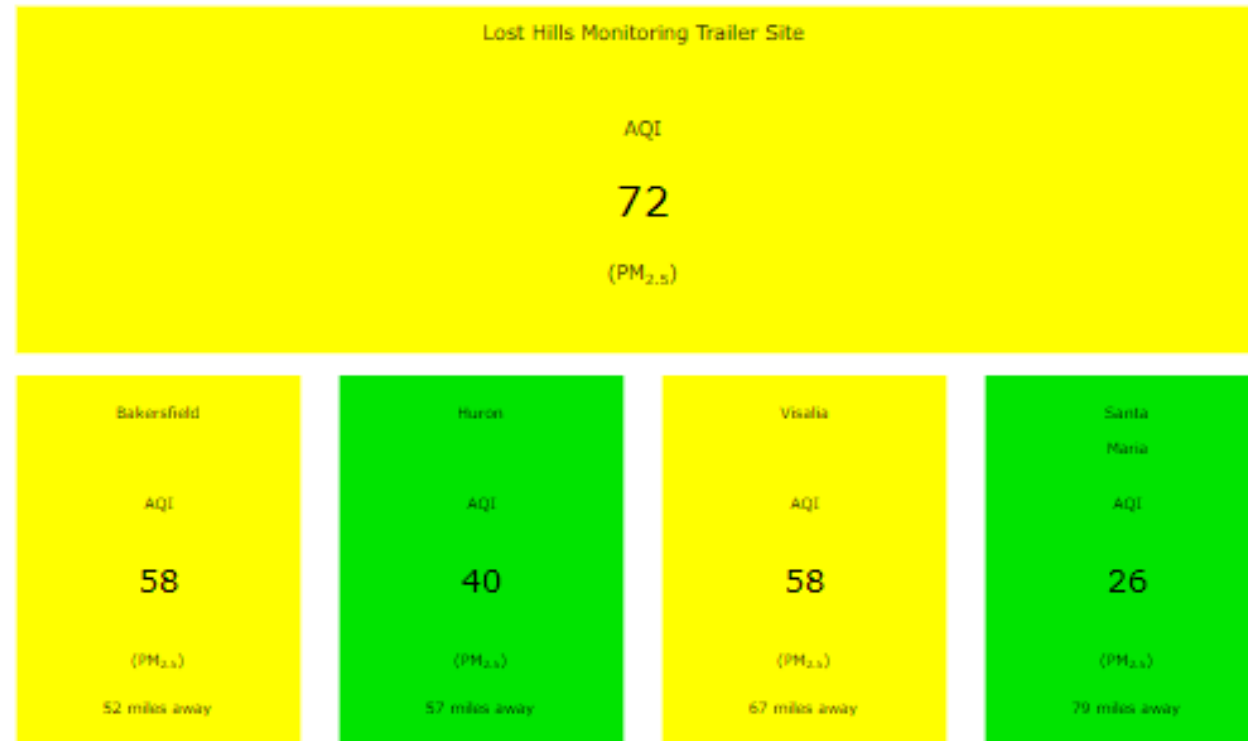 Lost Hills Monitoring Trailer Site
AQI
72
(PM2.5)
Bakersfield
AQI
58
(PM2.5)
52 miles away
Huron
AQI
40
(PM2.5)
57 miles away
Visalia
AQI
58
(PM2.5)
67 miles away
Santa
Maria
AQI
26
(PM2.5)
79 miles away